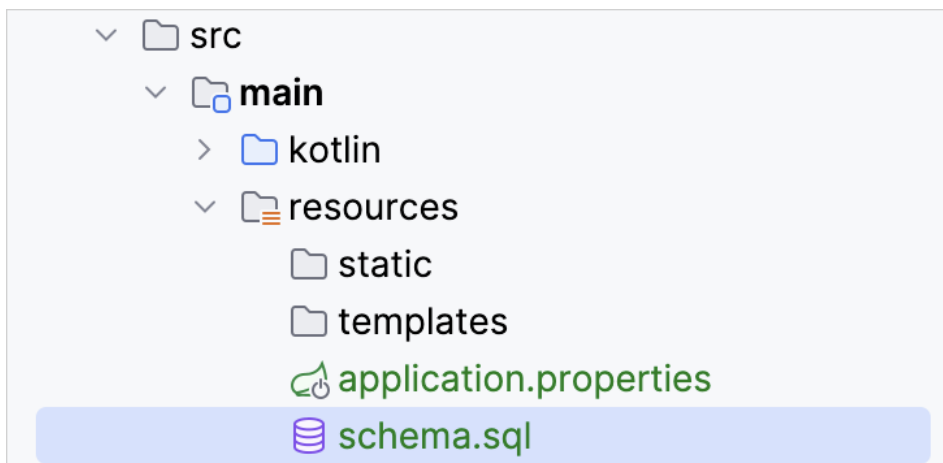 src
main
kotlin
resources
static
templates
application.properties
schema.sql